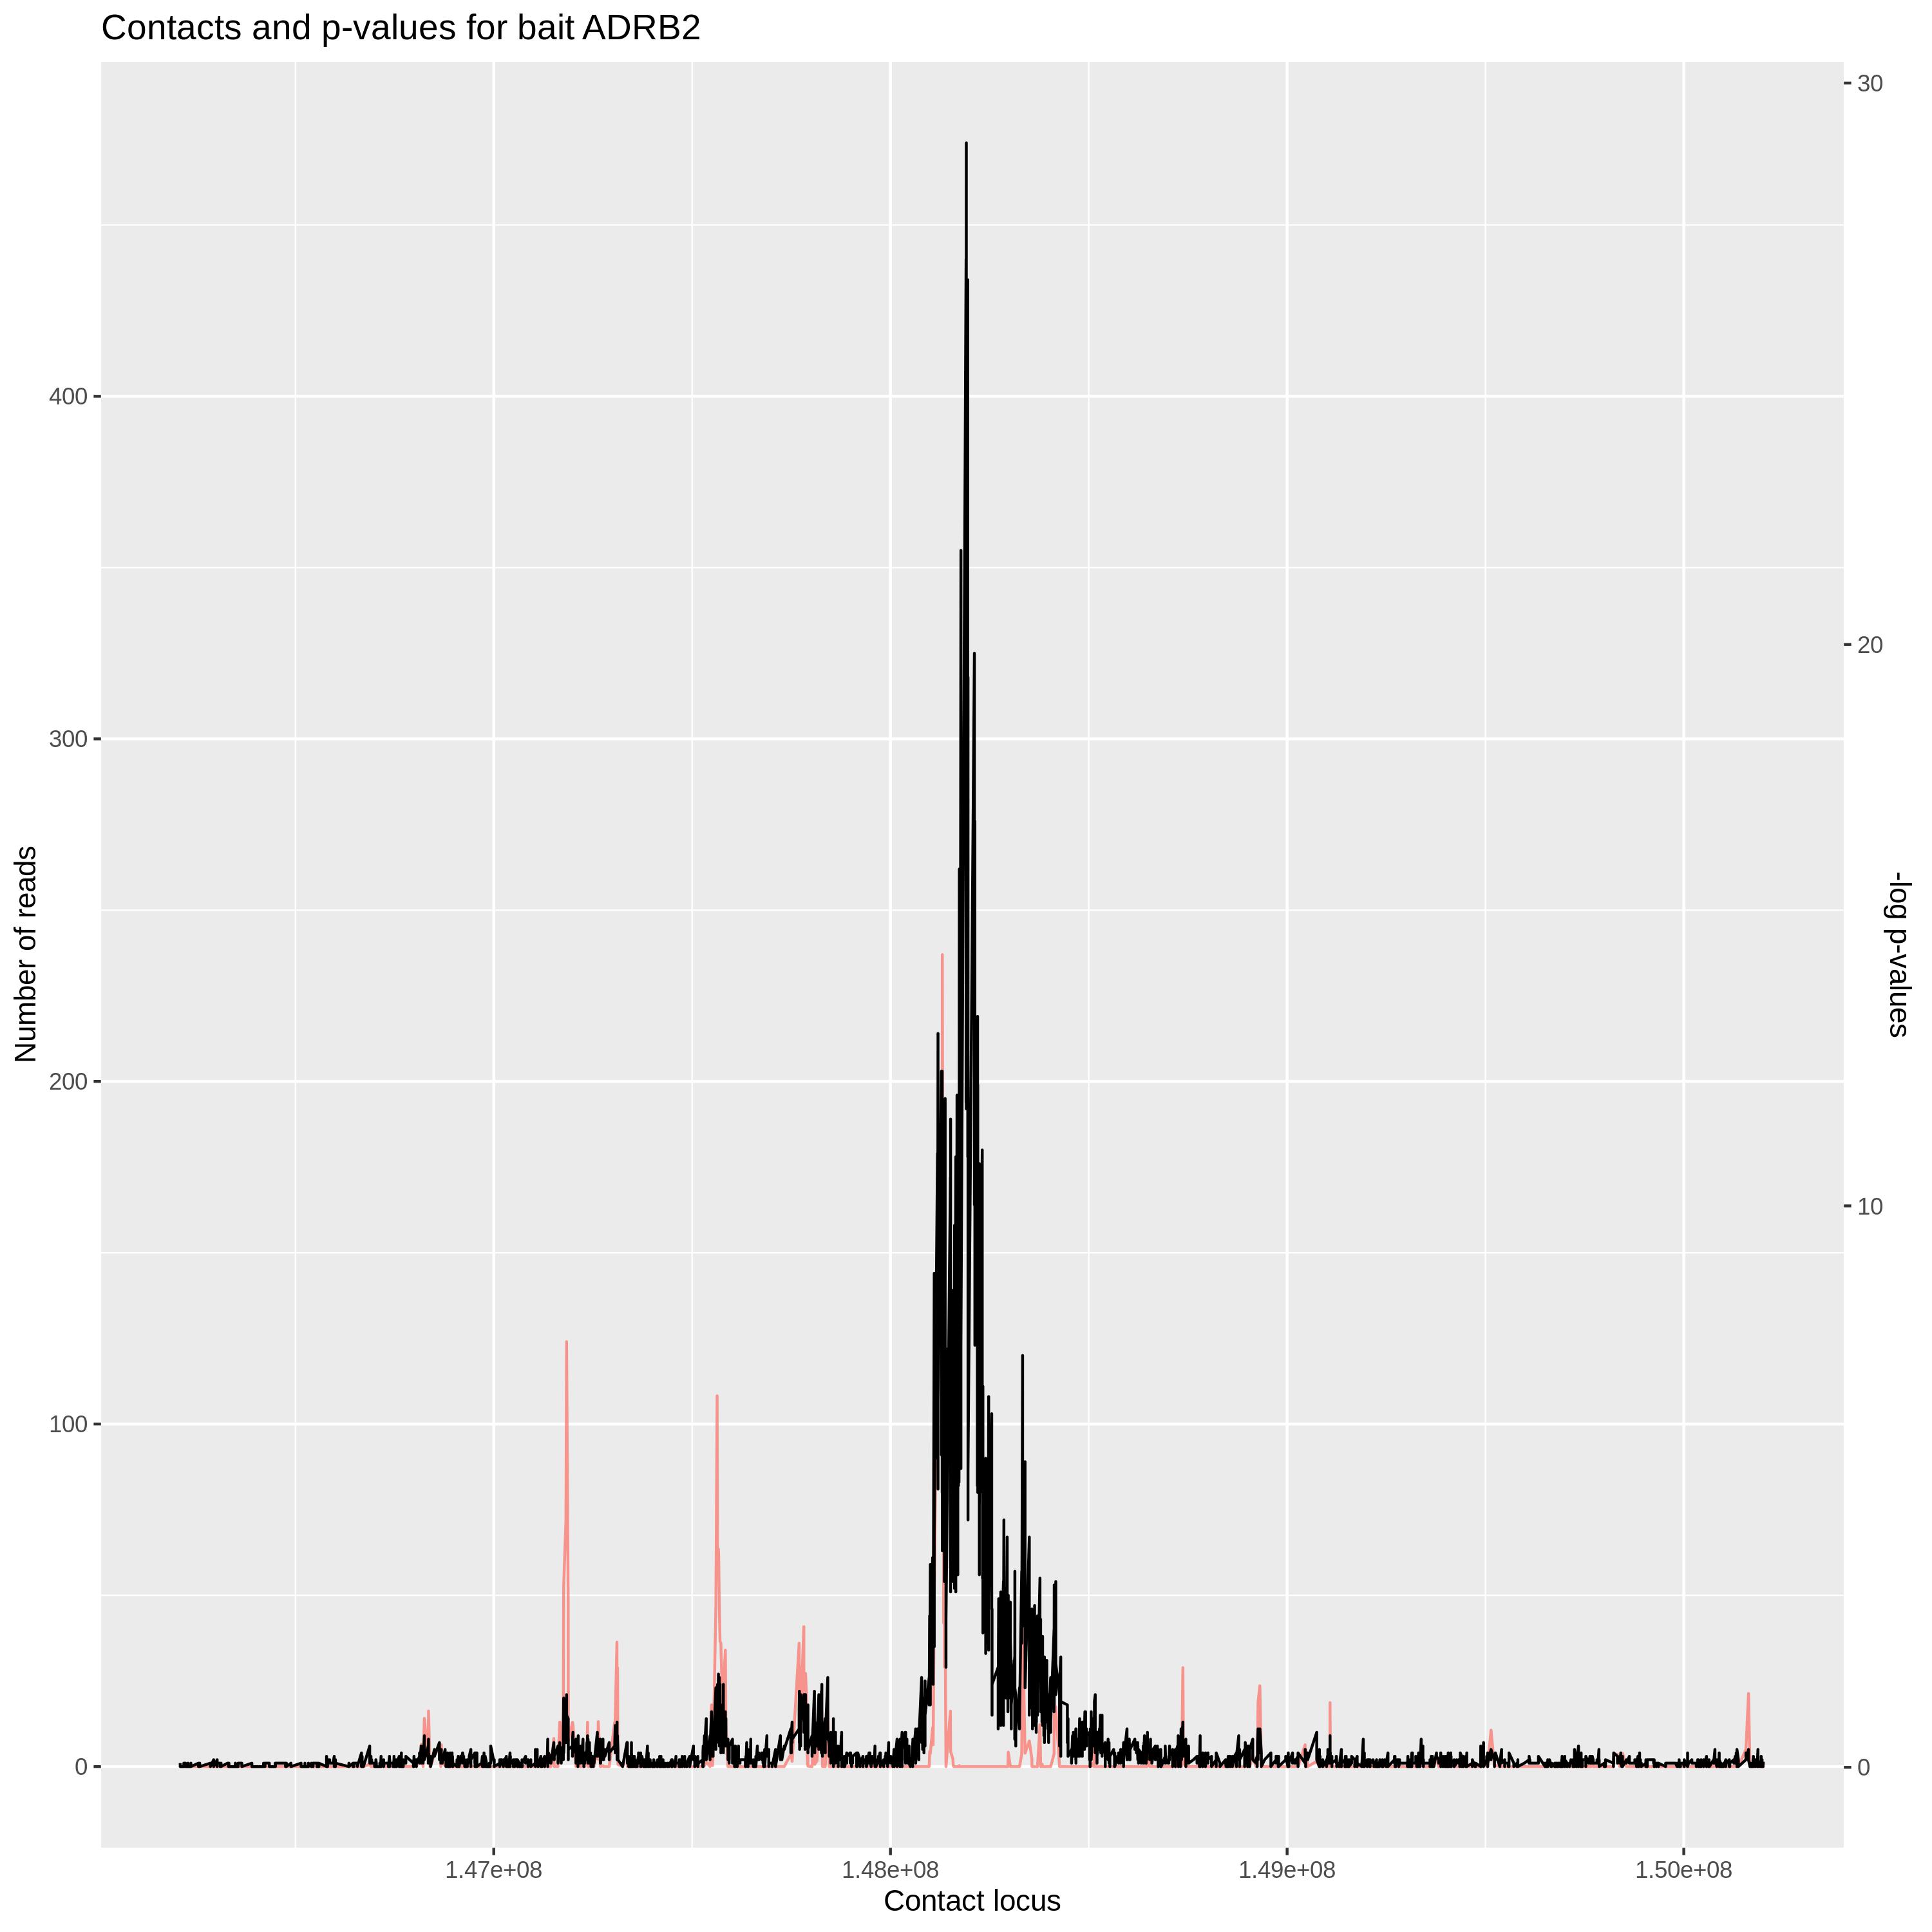 Contacts and p-values for bait ADRB2
Number of reads
400
300
200
100
0
30
20
10
0
-log p-values
1.47e+08
1.48e+08
1.49e+08
1.50e+08
Contact locus